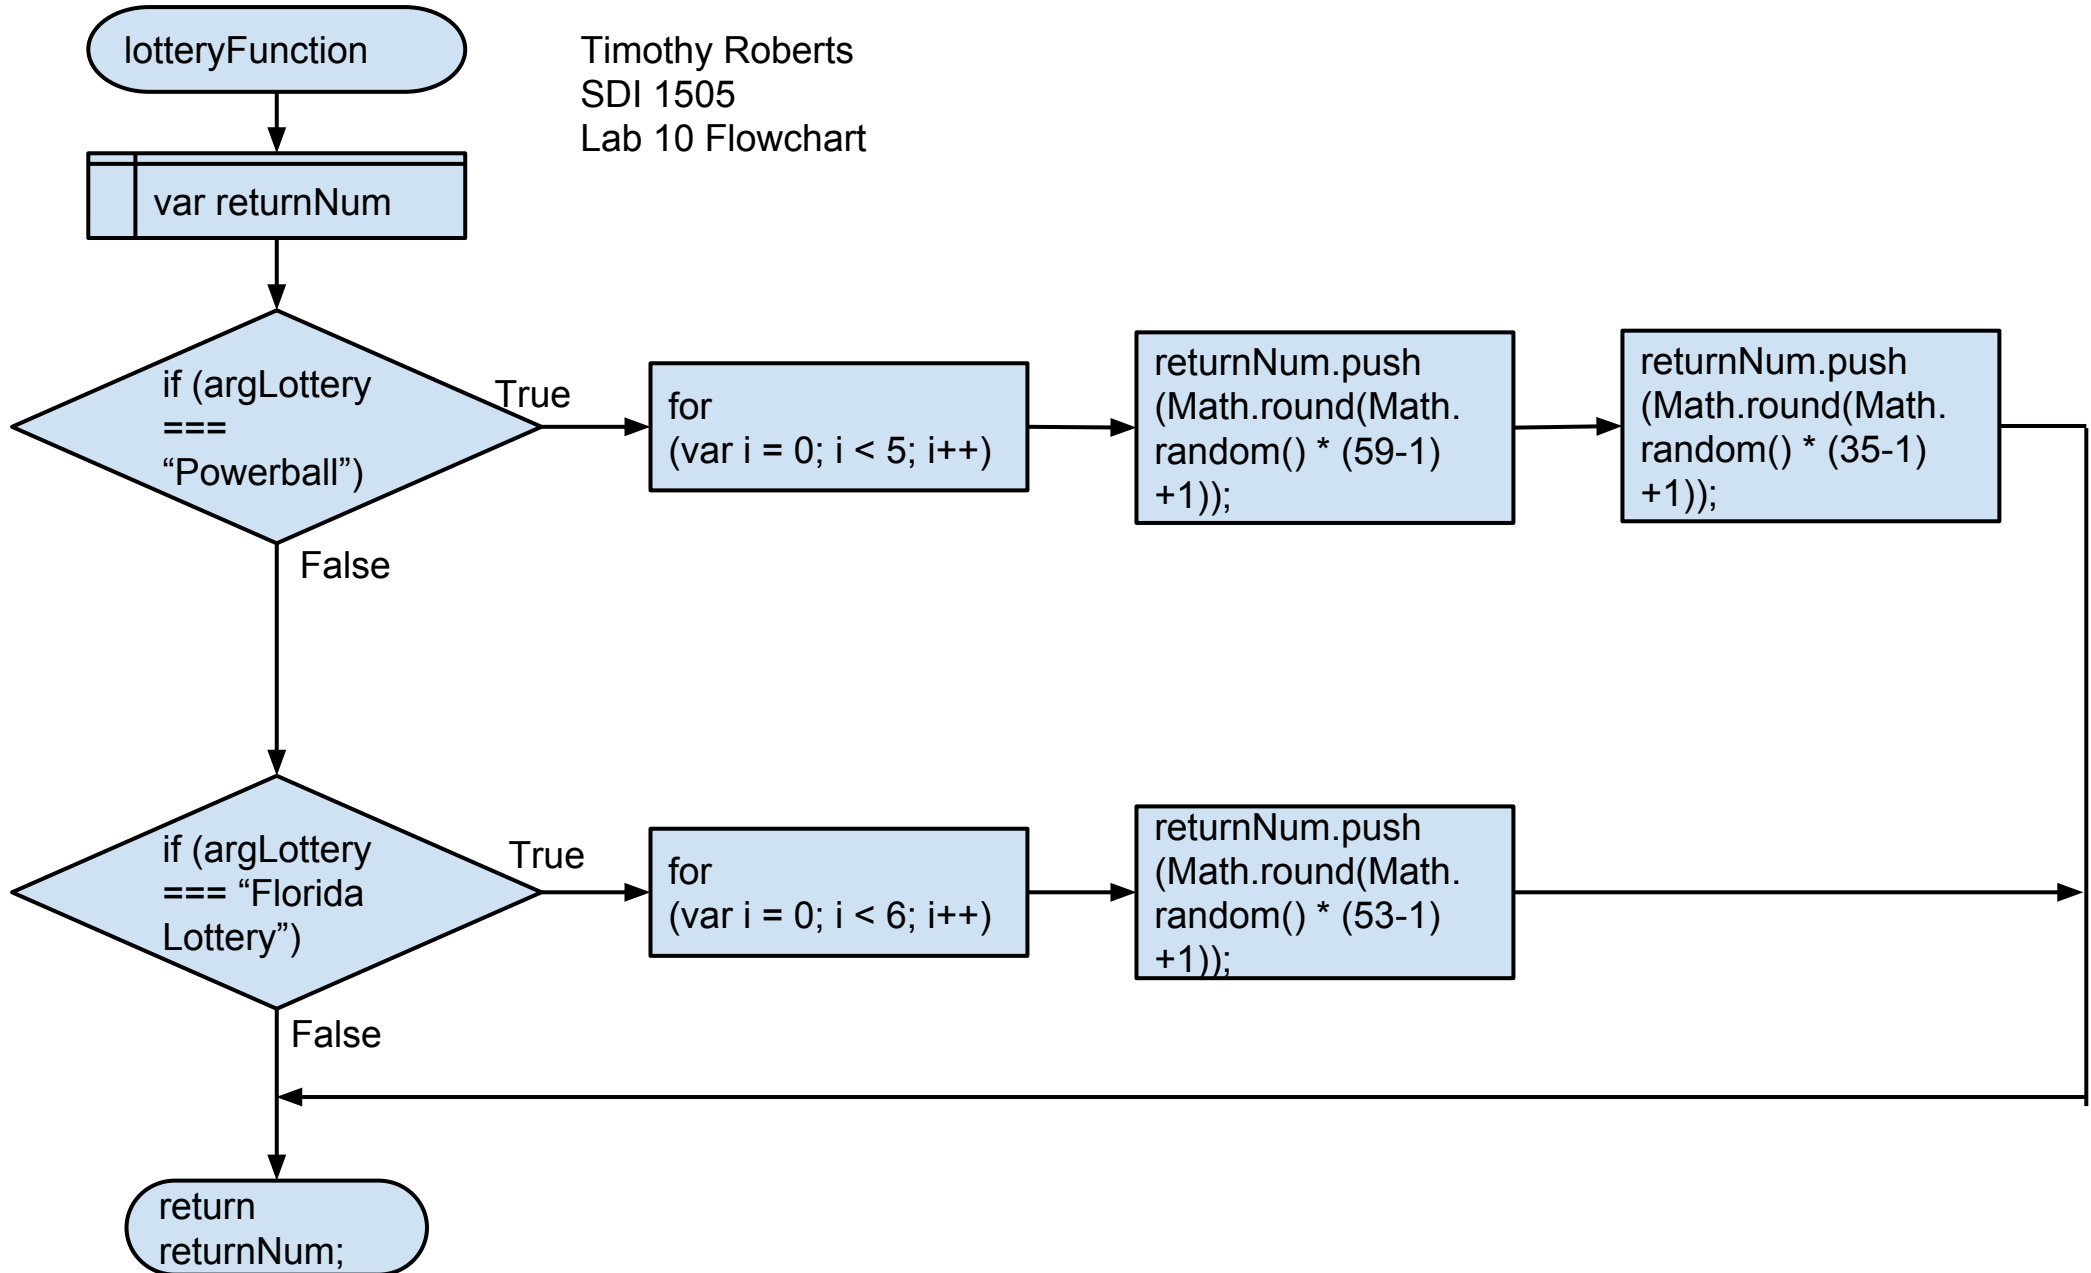 lotteryFunction
Timothy Roberts
SDI 1505
Lab 10 Flowchart
var returnNum
if (argLottery
===
“Powerball”)
True
for
(var i = 0; i < 5; i++)
returnNum.push
(Math.round(Math.
random() * (59-1)
+1));
returnNum.push
(Math.round(Math.
random() * (35-1)
+1));
False
if (argLottery
=== “Florida
Lottery”)
True
for
(var i = 0; i < 6; i++)
returnNum.push
(Math.round(Math.
random() * (53-1)
+1));
False
return
returnNum;